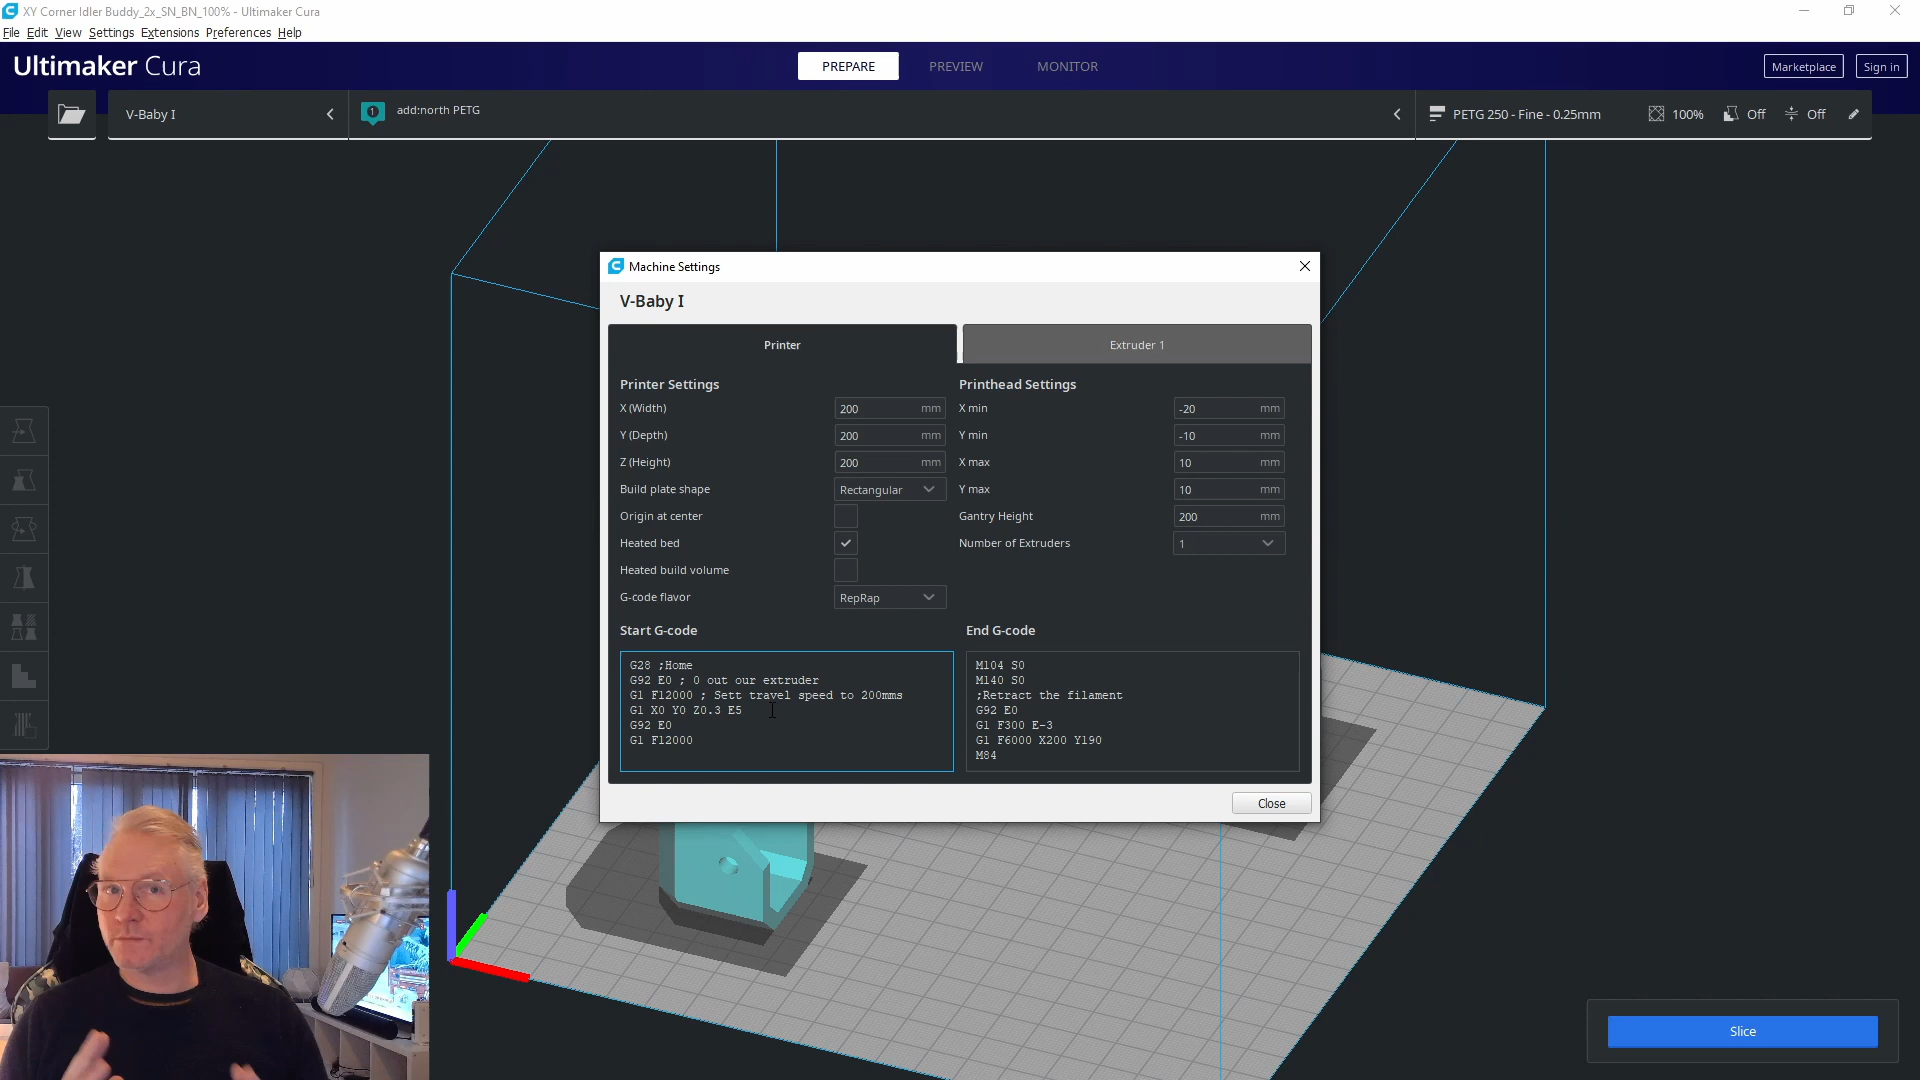 XY Corner Idler Buddy_2x_SN_BN_100% - Ultimaker Cura
File Edit View Settings Extensions Preferences Help
Ultimaker Cura
PREPARE
PREVIEW
MONITOR
Marketplace
Sign in
V-Baby I
1
add:north PETG
PETG 250 - Fine - 0.25mm
100%
Off
Off
Machine Settings
V-Baby I
Printer
Extruder 1
Printer Settings
X (Width) 200 mm
Y (Depth) 200 mm
Z (Height) 200 mm
Build plate shape Rectangular
Origin at center
Heated bed
Heated build volume
G-code flavor RepRap
Printhead Settings
X min -20 mm
Y min -10 mm
X max 10 mm
Y max 10 mm
Gantry Height 200 mm
Number of Extruders 1
Start G-code
G28 ;Home
G92 E0 ; 0 out our extruder
G1 F12000 ; Sett travel speed to 200mms
G1 X0 Y0 Z0.3 E5
G92 E0
G1 F12000
End G-code
M104 S0
M140 S0
;Retract the filament
G92 E0
G1 F300 E-3
G1 F6000 X200 Y190
M84
Close
Slice